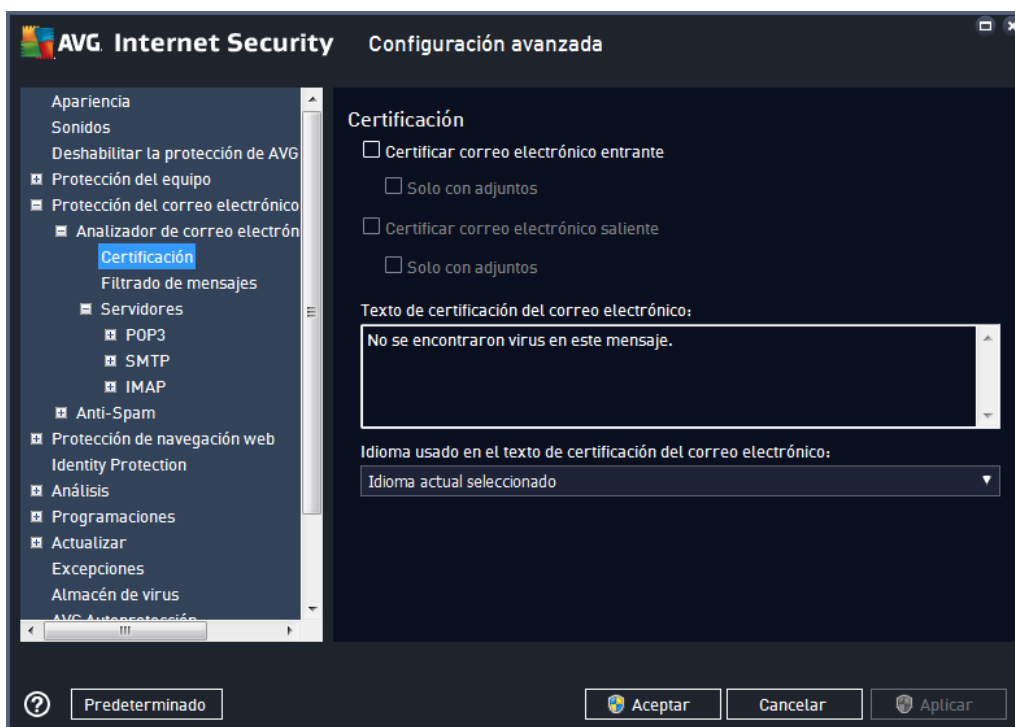 AVG. Internet Security Configuración avanzada
Apariencia
Sonidos
Deshabilitar la protección de AVG
Protección del equipo
Protección del correo electrónico
Analizador de correo electrón
Certificación
Filtrado de mensajes
Servidores
POP3
SMTP
IMAP
Anti-Spam
Protección de navegación web
Identity Protection
Análisis
Programaciones
Actualizar
Excepciones
Almacén de virus
AVG Autoprotección
Certificación
Certificar correo electrónico entrante
Solo con adjuntos
Certificar correo electrónico saliente
Solo con adjuntos
Texto de certificación del correo electrónico:
No se encontraron virus en este mensaje.
Idioma usado en el texto de certificación del correo electrónico:
Idioma actual seleccionado
Predeterminado Aceptar Cancelar Aplicar